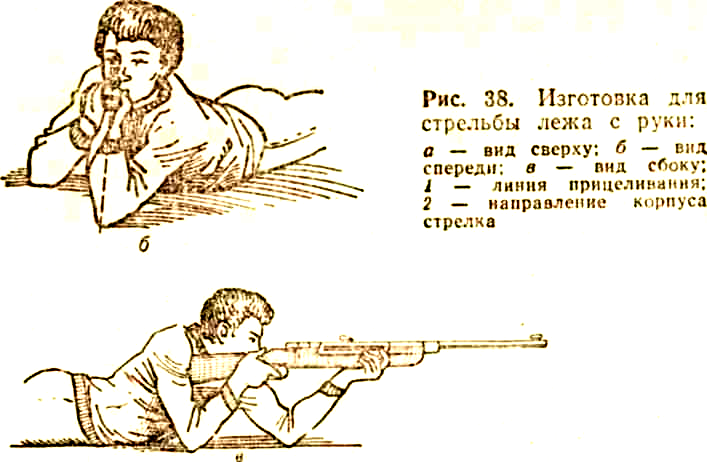 Рис. 38. Изготовка для
стрельбы лежа с руки:
а — вид сверху; б — вид
спереди; в — вид сбоку;
1 — линия прицеливания;
2 — направление корпуса
стрелка
б
в